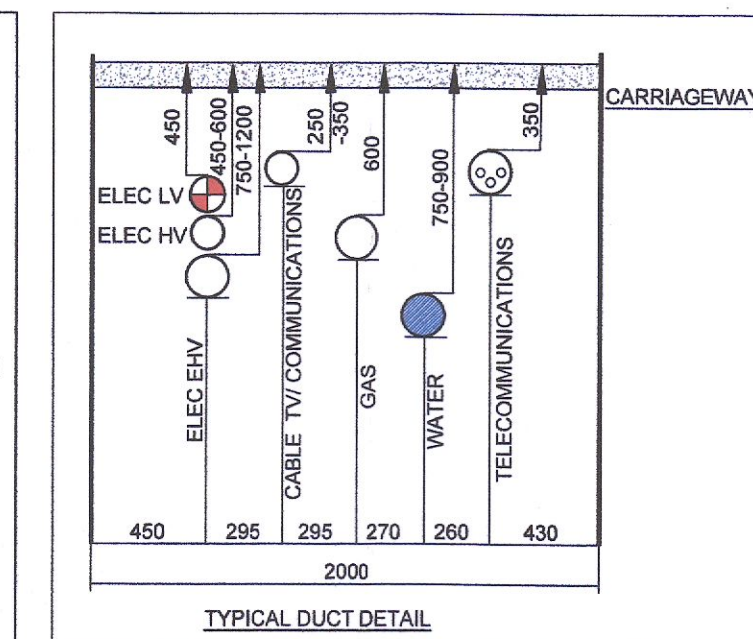 CARRIAGEWAY
450
450-600
750-1200
250
-350
600
750-900
350
ELEC LV
ELEC HV
ELEC EHV
CABLE TV/ COMMUNICATIONS
GAS
WATER
TELECOMMUNICATIONS
450 295 295 270 260 430
2000
TYPICAL DUCT DETAIL